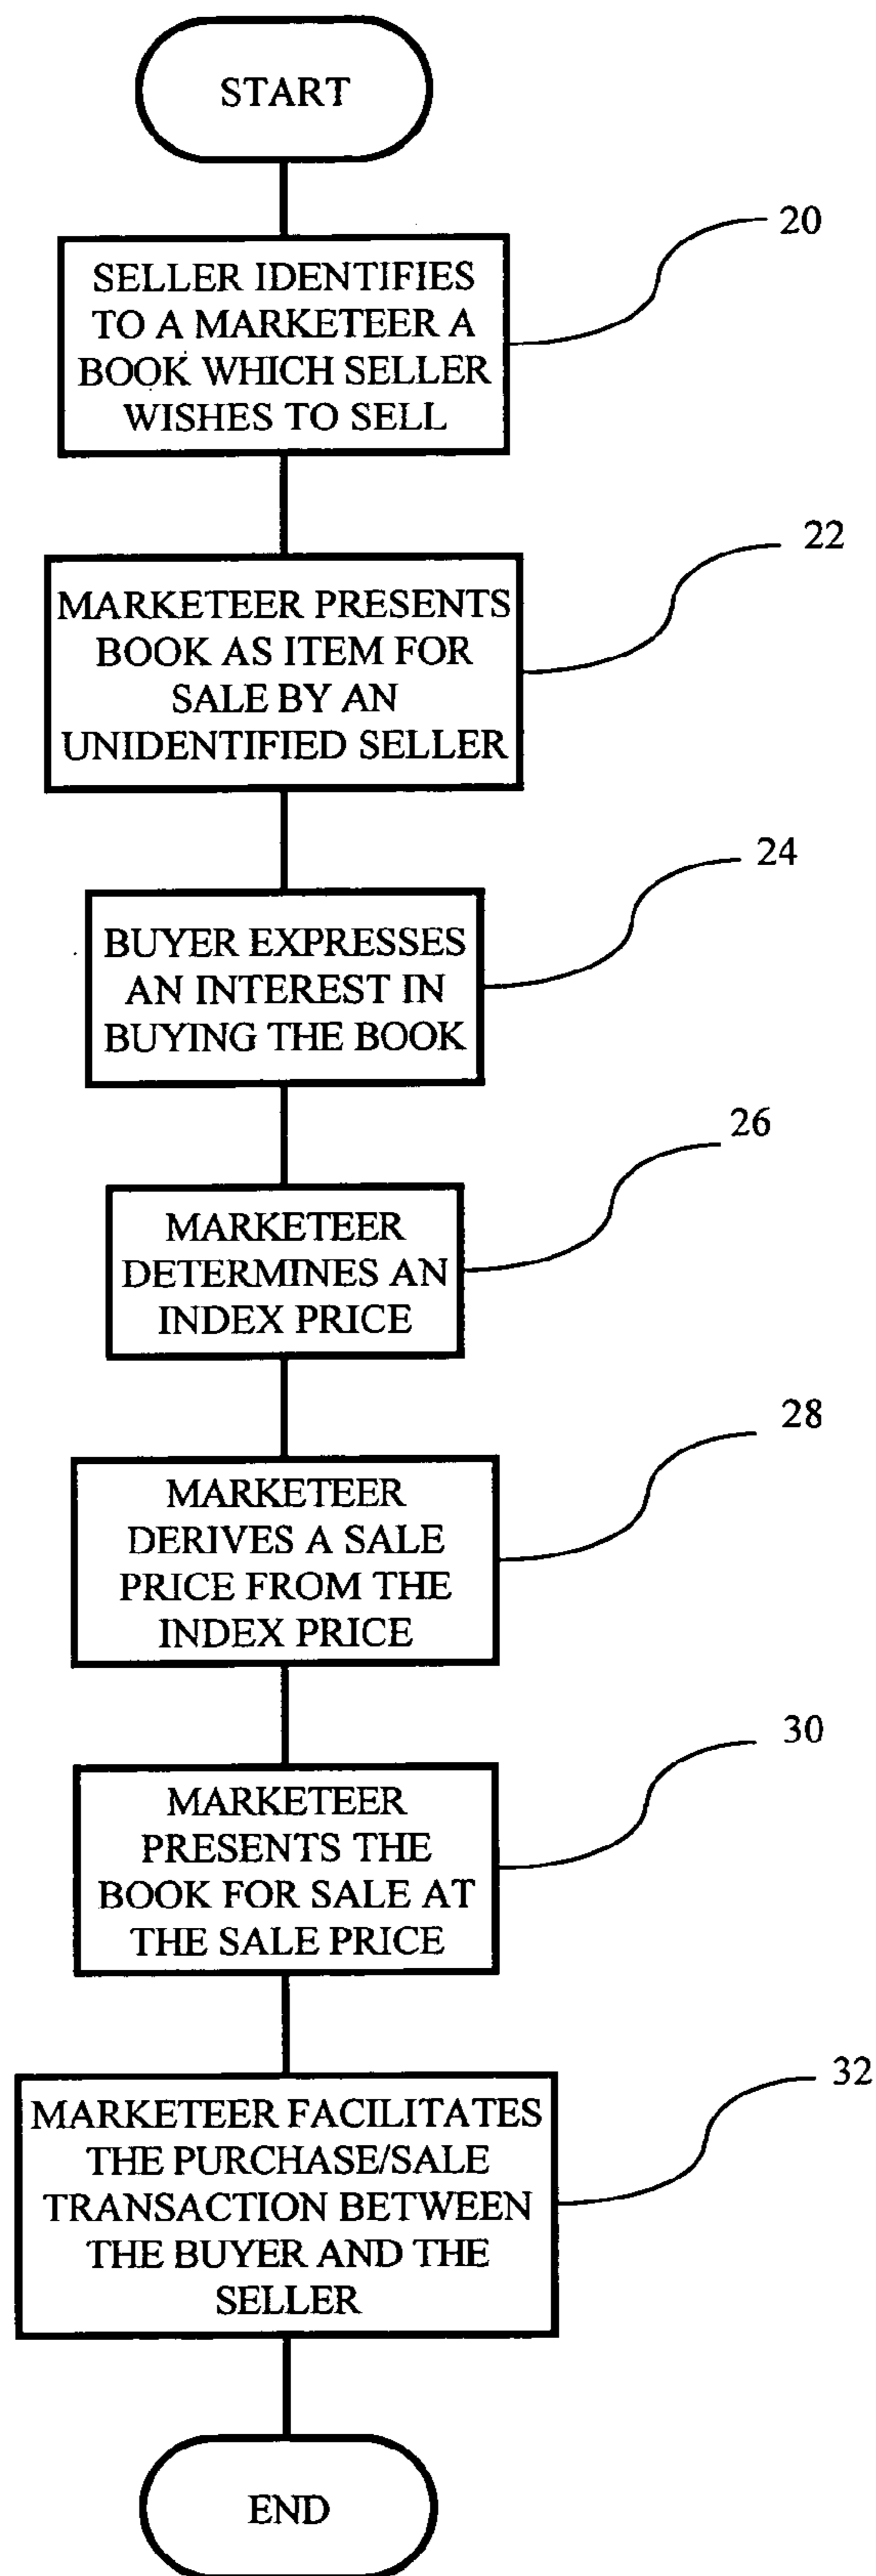 START
20
SELLER IDENTIFIES
TO A MARKETEER A
BOOK WHICH SELLER
WISHES TO SELL
22
MARKETEER PRESENTS
BOOK AS ITEM FOR
SALE BY AN
UNIDENTIFIED SELLER
24
BUYER EXPRESSES
AN INTEREST IN
BUYING THE BOOK
26
MARKETEER
DETERMINES AN
INDEX PRICE
28
MARKETEER
DERIVES A SALE
PRICE FROM THE
INDEX PRICE
30
MARKETEER
PRESENTS THE
BOOK FOR SALE AT
THE SALE PRICE
32
MARKETEER FACILITATES
THE PURCHASE/SALE
TRANSACTION BETWEEN
THE BUYER AND THE
SELLER
END